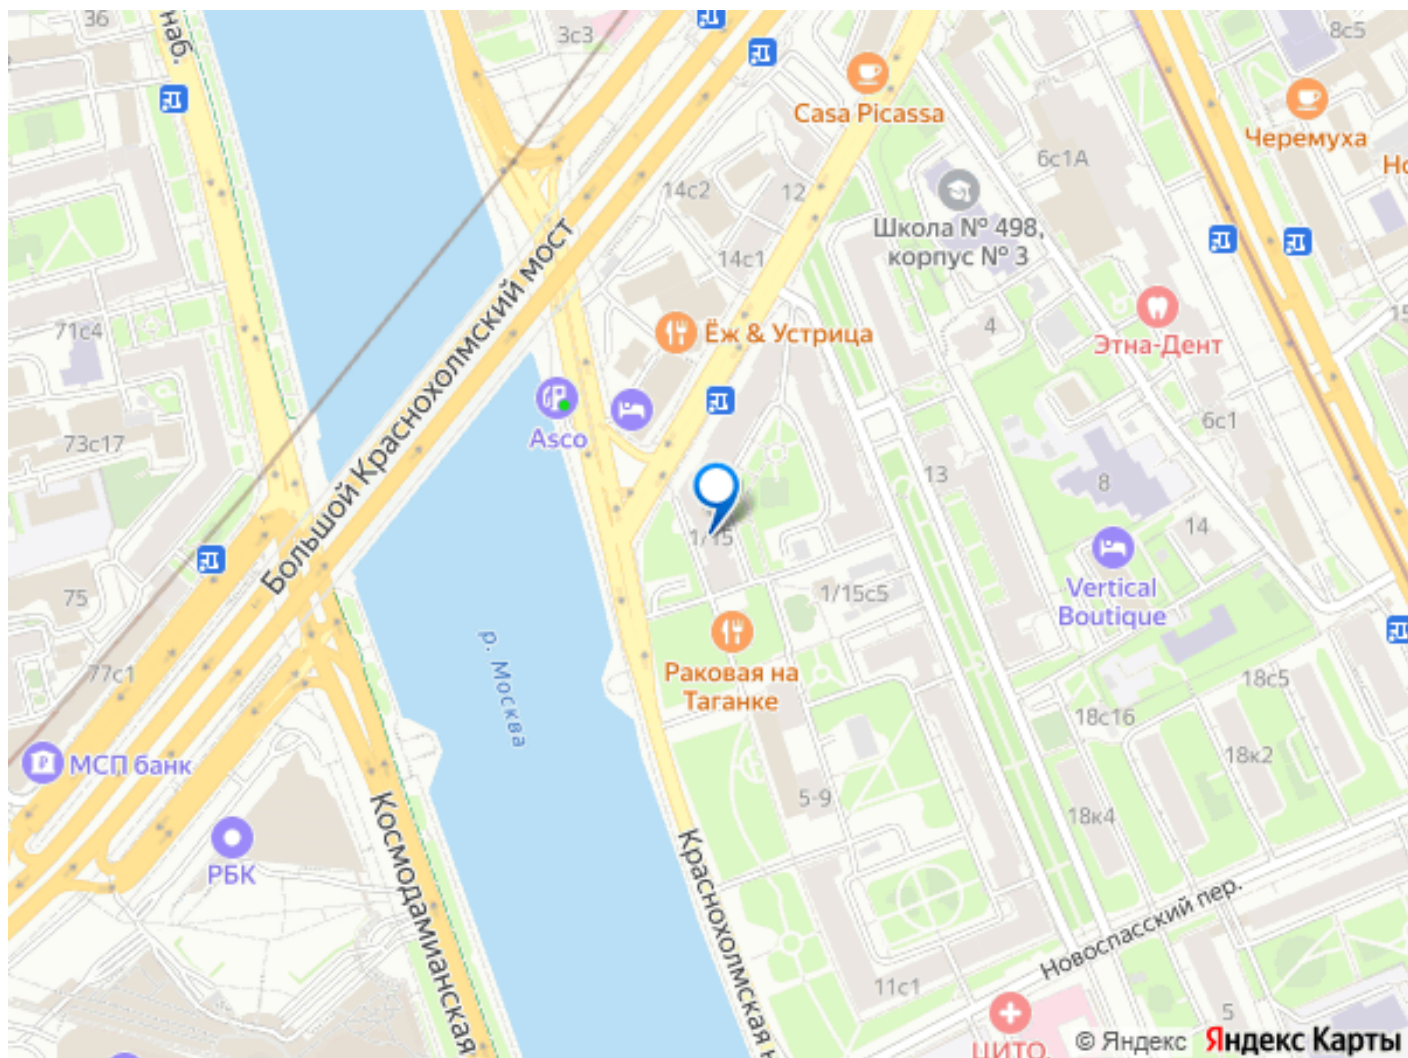 36
наб.
3с3
8с5
Casa Picassa
Черемуха
6с1А
14с2
12
Школа № 498,
корпус № 3
14с1
Большой Краснохолмский мост
71с4
Ёж & Устрица
4
Этна-Дент
15
Asco
73с17
6с1
13
8
14
1/15
75
1/15с5
Vertical
Boutique
р. Москва
77с1
Раковая на
Таганке
18с5
18с16
18к2
МСП банк
5-9
18к4
РБК
Космодамианская
Краснохолмская н
Новоспасский пер.
11с1
5
ЦИТО,
© Яндекс Яндекс Карты